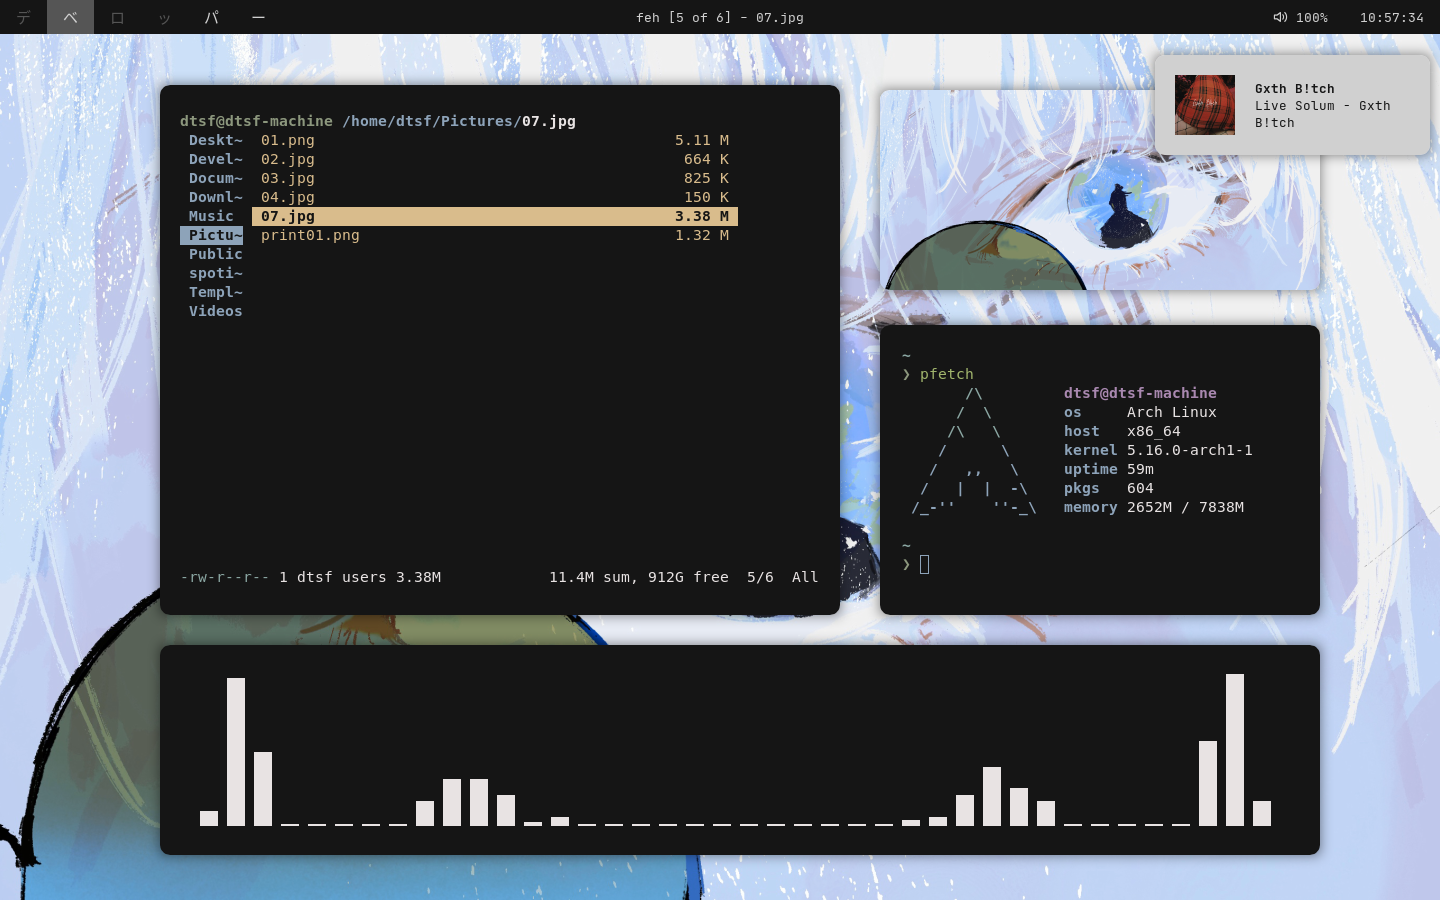 デ ベ ロ ッ パ ー
feh [5 of 6] - 07.jpg
100% 10:57:34
Gxth B!tch
Live Solum - Gxth
B!tch
dtsf@dtsf-machine /home/dtsf/Pictures/07.jpg
Deskt~ 01.png 5.11 M
Devel~ 02.jpg 664 K
Docum~ 03.jpg 825 K
Downl~ 04.jpg 150 K
Music 07.jpg 3.38 M
Pictu~ print01.png 1.32 M
Public
spoti~
Templ~
Videos
-rw-r--r-- 1 dtsf users 3.38M 11.4M sum, 912G free 5/6 All
~
❯ pfetch
/\ dtsf@dtsf-machine
/ \ os Arch Linux
/\ \ host x86_64
/ \ kernel 5.16.0-arch1-1
/ ,, \ uptime 59m
/ | | -\ pkgs 604
/_-'' ''-_\ memory 2652M / 7838M
~
❯